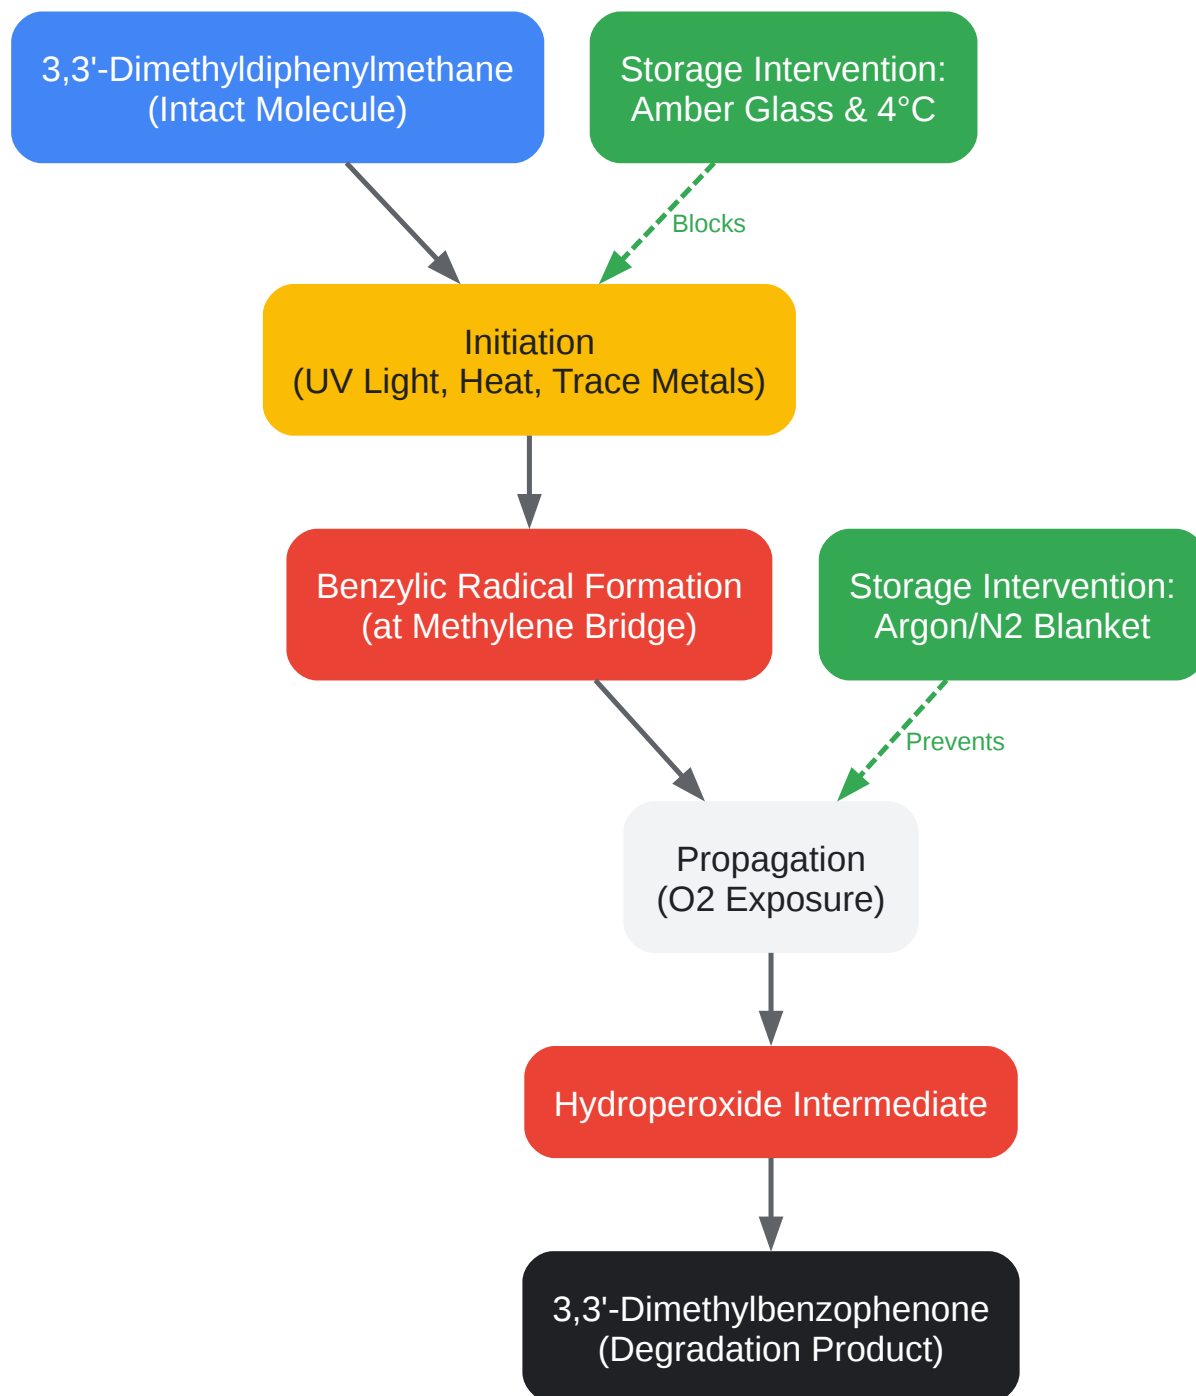 3,3'-Dimethyldiphenylmethane
(Intact Molecule)
Storage Intervention:
Amber Glass & 4°C
Blocks
Initiation
(UV Light, Heat, Trace Metals)
Benzylic Radical Formation
(at Methylene Bridge)
Storage Intervention:
Argon/N2 Blanket
Prevents
Propagation
(O2 Exposure)
Hydroperoxide Intermediate
3,3'-Dimethylbenzophenone
(Degradation Product)